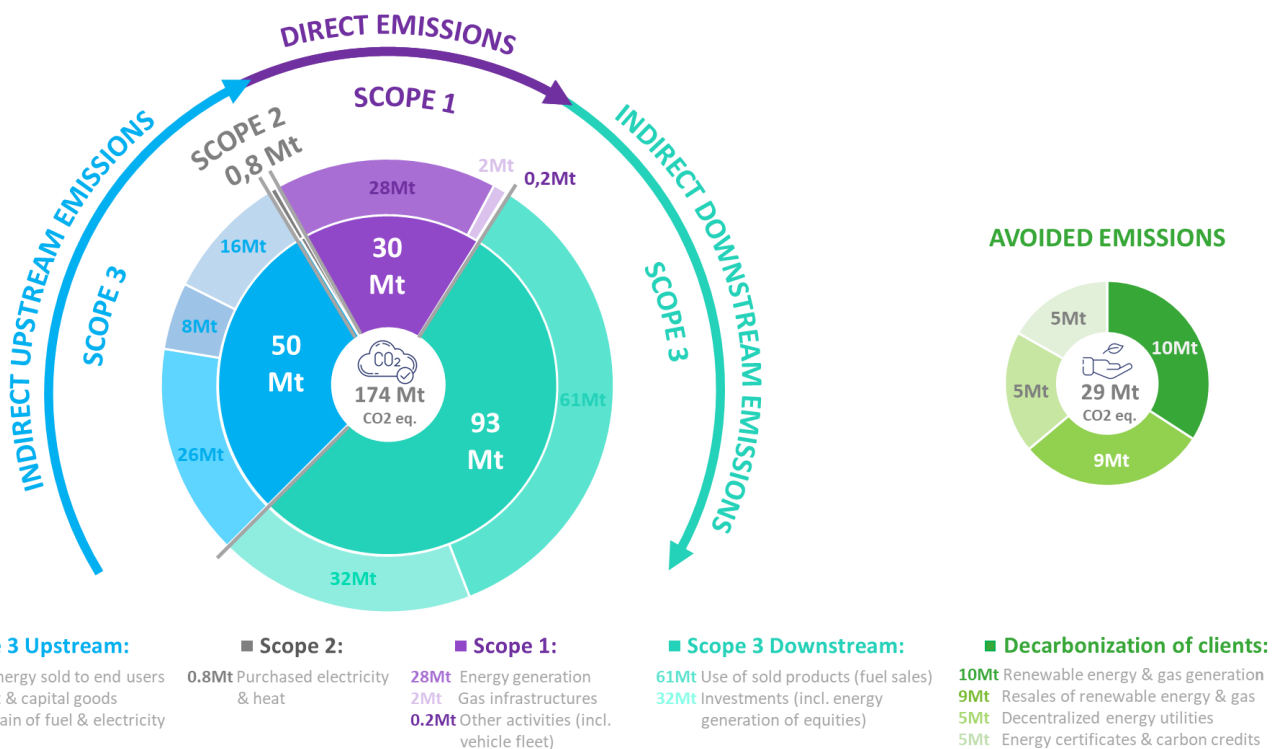 DIRECT EMISSIONS
SCOPE 1
INDIRECT UPSTREAM EMISSIONS
SCOPE 3
SCOPE 2
0,8 Mt
INDIRECT DOWNSTREAM EMISSIONS
SCOPE 3
28Mt
2Mt
0,2Mt
16Mt
30
Mt
8Mt
50
Mt
CO2
174 Mt
CO2 eq.
61Mt
93
Mt
26Mt
32Mt
AVOIDED EMISSIONS
5Mt
10Mt
5Mt
29 Mt
CO2 eq.
9Mt
3 Upstream:
sold to end users
& capital goods
of fuel & electricity
Scope 2:
0.8Mt Purchased electricity
& heat
Scope 1:
28Mt Energy generation
2Mt Gas infrastructures
0.2Mt Other activities (incl.
vehicle fleet)
Scope 3 Downstream:
61Mt Use of sold products (fuel sales)
32Mt Investments (incl. energy
generation of equities)
Decarbonization of clients:
10Mt Renewable energy & gas generation
9Mt Resales of renewable energy & gas
5Mt Decentralized energy utilities
5Mt Energy certificates & carbon credits